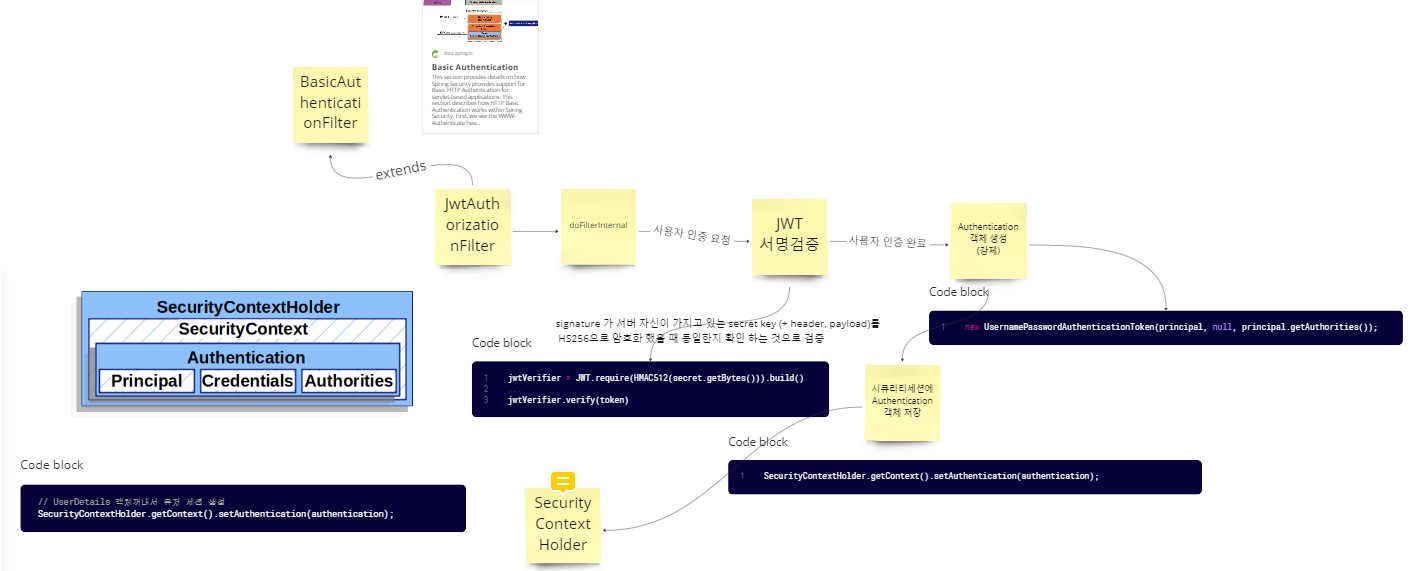 docs.spring.io
Basic Authentication
This section provides details on how
Spring Security provides support for
Basic HTTP Authentication for
servlet-based applications. This
section describes how HTTP Basic
Authentication works within Spring
Security. First, we see the WWW-
Authenticate hea...
BasicAut
henticati
onFilter
extends
JwtAuth
orizatio
nFilter
doFilterInternal
사용자 인증 요청
JWT
서명검증
사용자 인증 완료
Authentication
객체 생성
(강제)
Code block
1 new UsernamePasswordAuthenticationToken(principal, null, principal.getAuthorities());
SecurityContextHolder
SecurityContext
Authentication
Principal
Credentials
Authorities
signature 가 서버 자신이 가지고 있는 secret key (+ header, payload)를
HS256으로 암호화 했을 때 동일한지 확인 하는 것으로 검증
Code block
1 jwtVerifier = JWT.require(HMAC512(secret.getBytes())).build()
2
3 jwtVerifier.verify(token)
시큐리티세션에
Authentication
객체 저장
Code block
1 SecurityContextHolder.getContext().setAuthentication(authentication);
Code block
// UserDetails 객체꺼내서 유저 세션 생성
SecurityContextHolder.getContext().setAuthentication(authentication);
Security
Context
Holder